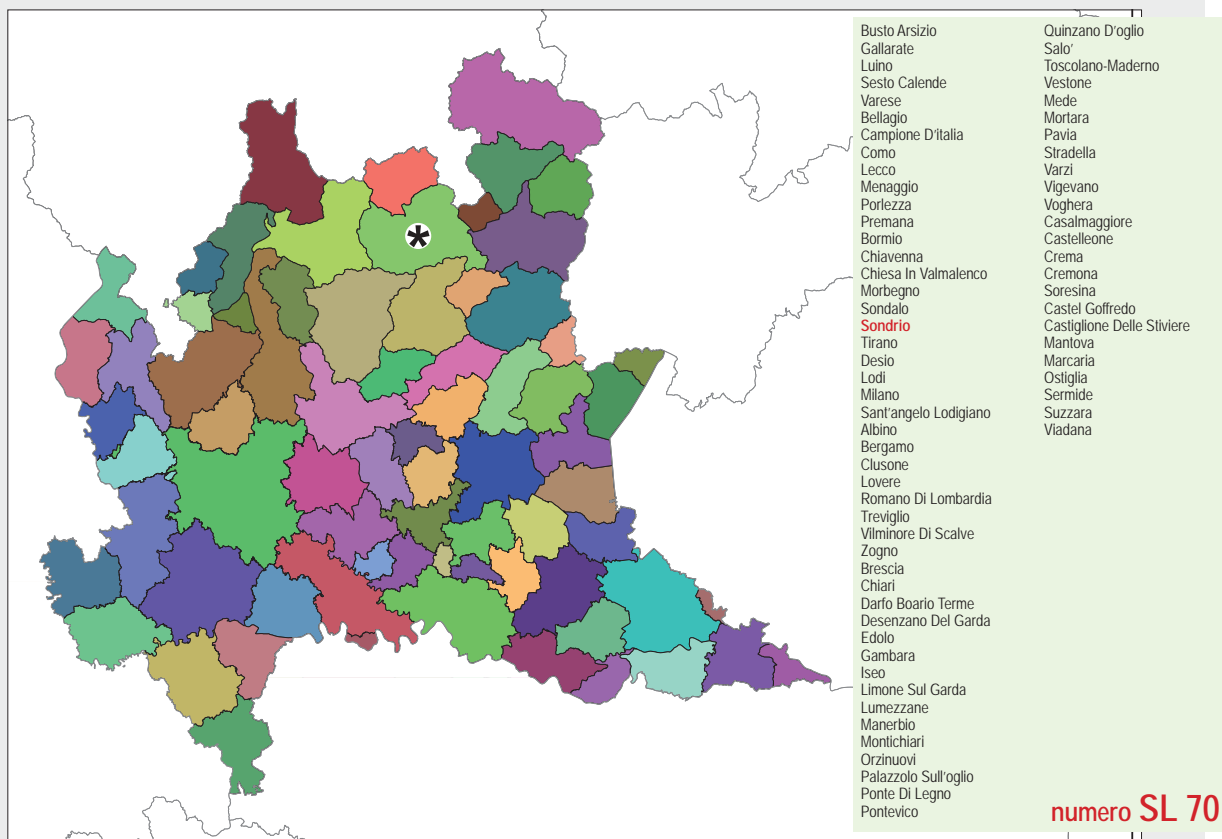 Busto Arsizio
Gallarate
Luino
Sesto Calende
Varese
Bellagio
Campione D'italia
Como
Lecco
Menaggio
Porlezza
Premana
Bormio
Chiavenna
Chiesa In Valmalenco
Morbegno
Sondalo
Sondrio
Tirano
Desio
Lodi
Milano
Sant'angelo Lodigiano
Albino
Bergamo
Clusone
Lovere
Romano Di Lombardia
Treviglio
Vilminore Di Scalve
Zogno
Brescia
Chiari
Darfo Boario Terme
Desenzano Del Garda
Edolo
Gambara
Iseo
Limone Sul Garda
Lumezzane
Manerbio
Montichiari
Orzinuovi
Palazzolo Sull'oglio
Ponte Di Legno
Pontevico
Quinzano D'oglio
Salo'
Toscolano-Maderno
Vestone
Mede
Mortara
Pavia
Stradella
Varzi
Vigevano
Voghera
Casalmaggiore
Castelleone
Crema
Cremona
Soresina
Castel Goffredo
Castiglione Delle Stiviere
Mantova
Marcaria
Ostiglia
Sermide
Suzzara
Viadana
numero SL 70